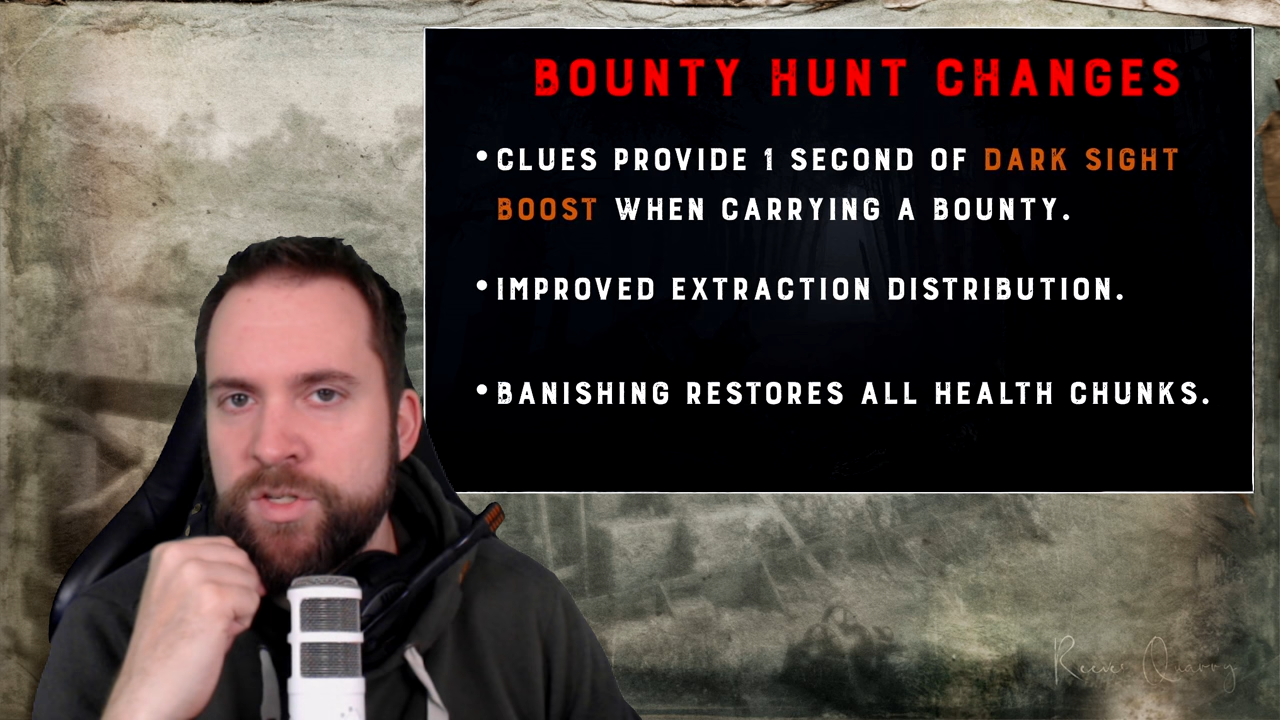 BOUNTY HUNT CHANGES
•CLUES PROVIDE 1 SECOND OF DARK SIGHT
BOOST WHEN CARRYING A BOUNTY.
•IMPROVED EXTRACTION DISTRIBUTION.
•BANISHING RESTORES ALL HEALTH CHUNKS.